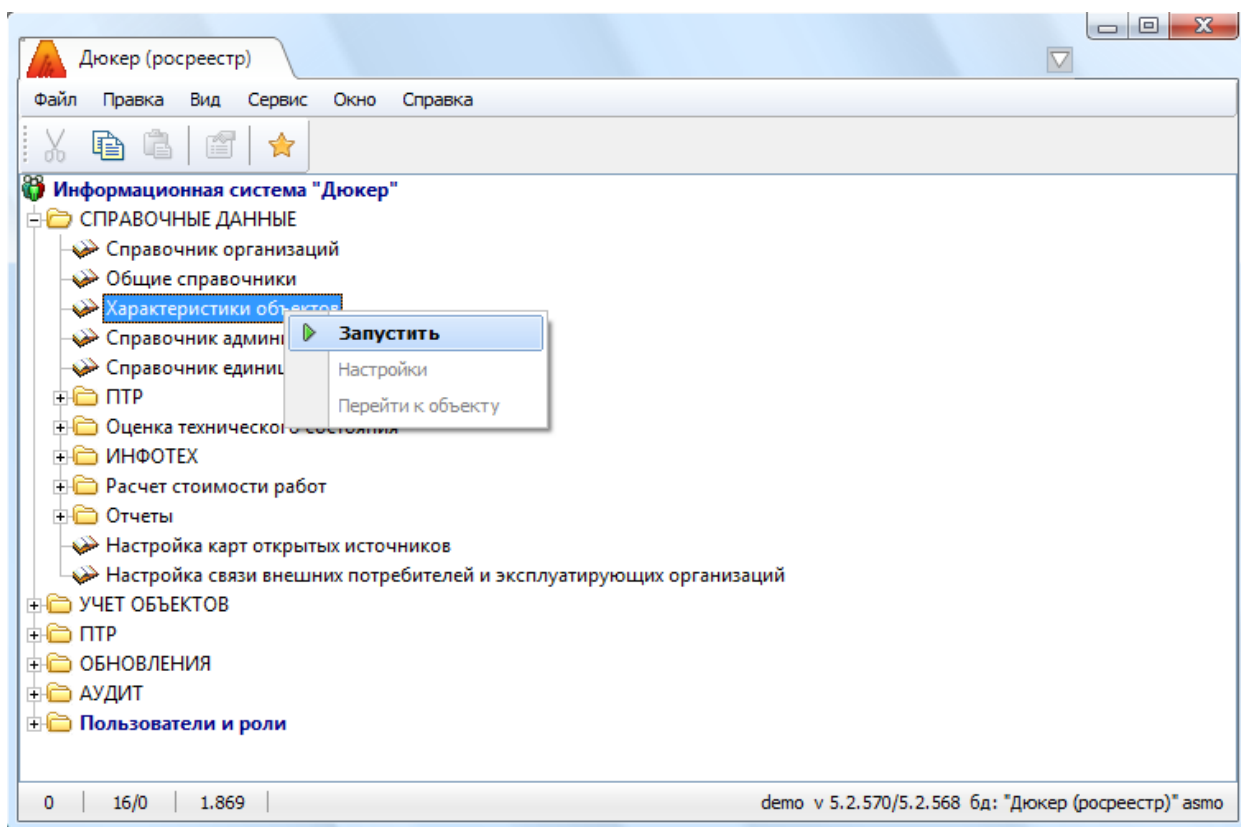 Дюкер (росреестр)
Файл Правка Вид Сервис Окно Справка
Информационная система "Дюкер"
СПРАВОЧНЫЕ ДАННЫЕ
Справочник организаций
Общие справочники
Характеристики объектов
Запустить
Справочник
Настройки
Справочник
Перейти к объекту
ПТР
Оценка технического состояния
ИНФОТЕХ
Расчет стоимости работ
Отчеты
Настройка карт открытых источников
Настройка связи внешних потребителей и эксплуатирующих организаций
УЧЕТ ОБЪЕКТОВ
ПТР
ОБНОВЛЕНИЯ
АУДИТ
Пользователи и роли
0 16/0 1.869 demo v 5.2.570/5.2.568 бд: "Дюкер (росреестр)" asmo